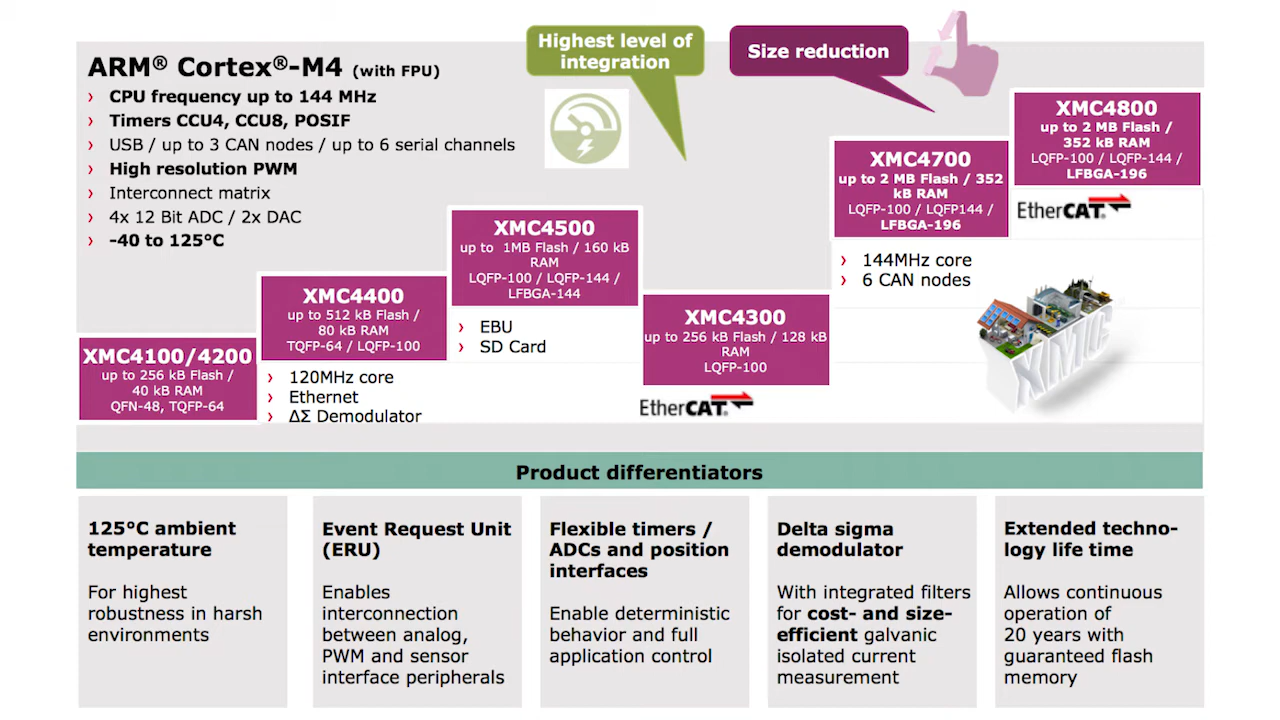 Highest level of
integration
Size reduction
ARM® Cortex®-M4 (with FPU)
› CPU frequency up to 144 MHz
› Timers CCU4, CCU8, POSIF
› USB / up to 3 CAN nodes / up to 6 serial channels
› High resolution PWM
› Interconnect matrix
› 4x 12 Bit ADC / 2x DAC
› -40 to 125°C
XMC4100/4200
up to 256 kB Flash /
40 kB RAM
QFN-48, TQFP-64
XMC4400
up to 512 kB Flash /
80 kB RAM
TQFP-64 / LQFP-100
› 120MHz core
› Ethernet
› ΔΣ Demodulator
XMC4500
up to 1MB Flash / 160 kB
RAM
LQFP-100 / LQFP-144 /
LFBGA-144
› EBU
› SD Card
XMC4300
up to 256 kB Flash / 128 kB
RAM
LQFP-100
EtherCAT®
XMC4700
up to 2 MB Flash / 352
kB RAM
LQFP-100 / LQFP144 /
LFBGA-196
› 144MHz core
› 6 CAN nodes
XMC4800
up to 2 MB Flash /
352 kB RAM
LQFP-100 / LQFP-144 /
LFBGA-196
EtherCAT®
XMC
Product differentiators
125°C ambient
temperature
For highest
robustness in harsh
environments
Event Request Unit
(ERU)
Enables
interconnection
between analog,
PWM and sensor
interface peripherals
Flexible timers /
ADCs and position
interfaces
Enable deterministic
behavior and full
application control
Delta sigma
demodulator
With integrated filters
for cost- and size-
efficient galvanic
isolated current
measurement
Extended techno-
logy life time
Allows continuous
operation of
20 years with
guaranteed flash
memory